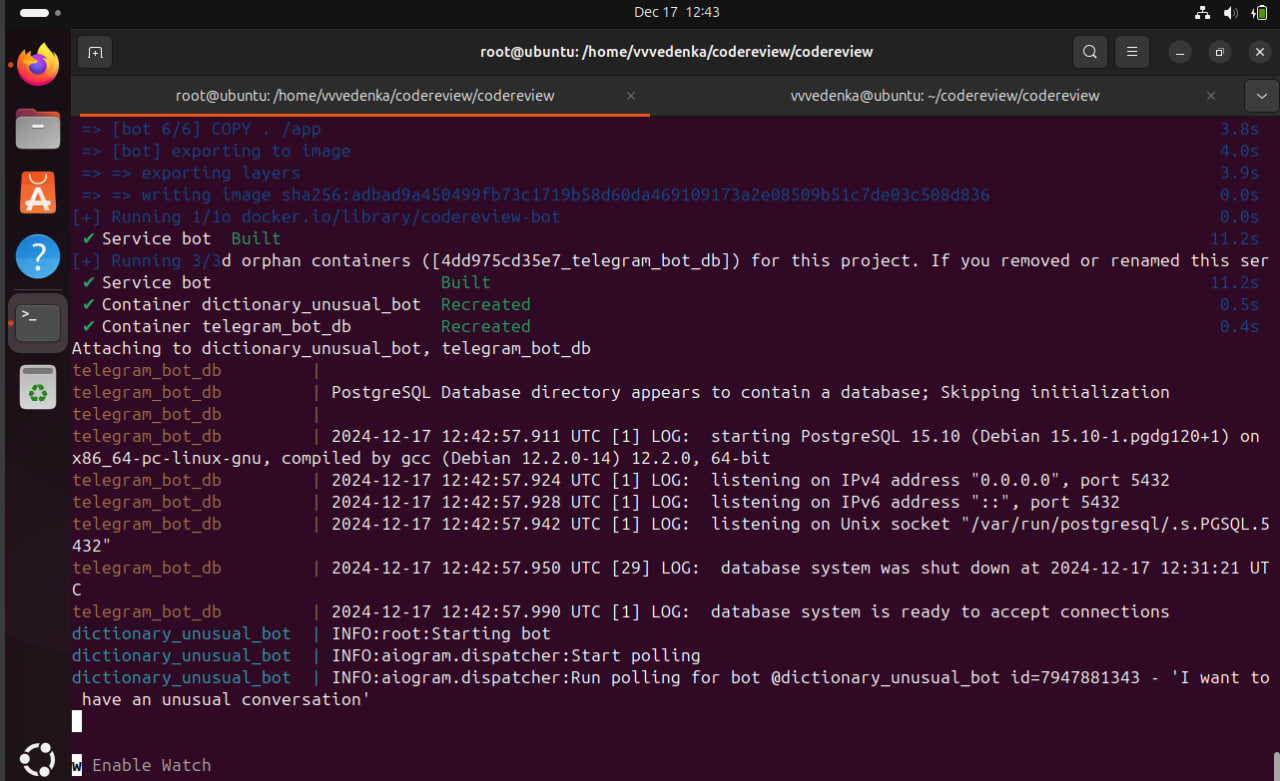 Dec 17 12:43
root@ubuntu: /home/vvvedenka/codereview/codereview
root@ubuntu: /home/vvvedenka/codereview/codereview
vvvedenka@ubuntu: ~/codereview/codereview
=> [bot 6/6] COPY . /app 3.8s
=> [bot] exporting to image 4.0s
=> => exporting layers 3.9s
=> => writing image sha256:adbad9a450499fb73c1719b58d60da469109173a2e08509b51c7de03c508d836 0.0s
[+] Running 1/1o docker.io/library/codereview-bot 0.0s
✔ Service bot Built 11.2s
[+] Running 3/3d orphan containers ([4dd975cd35e7_telegram_bot_db]) for this project. If you removed or renamed this ser
✔ Service bot Built 11.2s
✔ Container dictionary_unusual_bot Recreated 0.5s
✔ Container telegram_bot_db Recreated 0.4s
Attaching to dictionary_unusual_bot, telegram_bot_db
telegram_bot_db |
telegram_bot_db | PostgreSQL Database directory appears to contain a database; Skipping initialization
telegram_bot_db |
telegram_bot_db | 2024-12-17 12:42:57.911 UTC [1] LOG: starting PostgreSQL 15.10 (Debian 15.10-1.pgdg120+1) on
x86_64-pc-linux-gnu, compiled by gcc (Debian 12.2.0-14) 12.2.0, 64-bit
telegram_bot_db | 2024-12-17 12:42:57.924 UTC [1] LOG: listening on IPv4 address "0.0.0.0", port 5432
telegram_bot_db | 2024-12-17 12:42:57.928 UTC [1] LOG: listening on IPv6 address "::", port 5432
telegram_bot_db | 2024-12-17 12:42:57.942 UTC [1] LOG: listening on Unix socket "/var/run/postgresql/.s.PGSQL.5
432"
telegram_bot_db | 2024-12-17 12:42:57.950 UTC [29] LOG: database system was shut down at 2024-12-17 12:31:21 UT
C
telegram_bot_db | 2024-12-17 12:42:57.990 UTC [1] LOG: database system is ready to accept connections
dictionary_unusual_bot | INFO:root:Starting bot
dictionary_unusual_bot | INFO:aiogram.dispatcher:Start polling
dictionary_unusual_bot | INFO:aiogram.dispatcher:Run polling for bot @dictionary_unusual_bot id=7947881343 - 'I want to
have an unusual conversation'
w Enable Watch